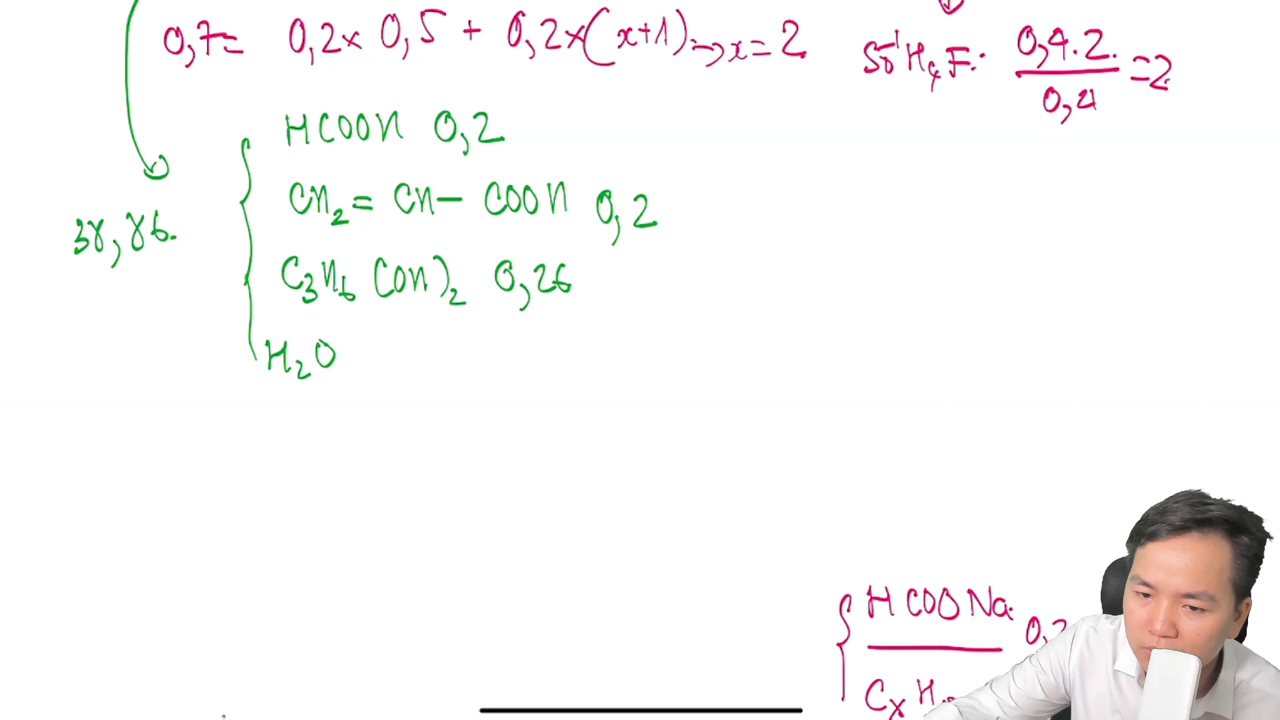 0,7= 0,2× 0,5 + 0,2×(x+1) → x = 2
Số H q F: 0,4.2. / 0,4 =2
HCOOH 0,2
CH2= CH- COOH 0,2
38,86.
C3H6 (OH)2 0,26
H2O
HCOONa
CxH